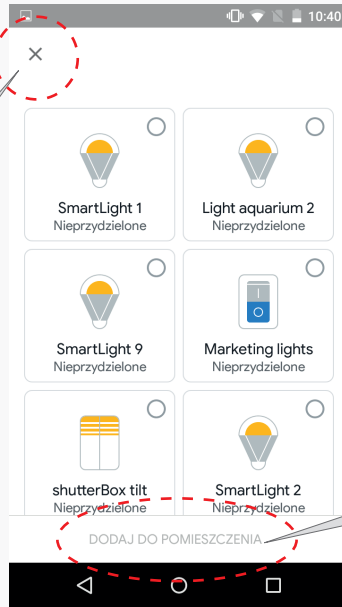 10:40
SmartLight 1
Nieprzydzielone
Light aquarium 2
Nieprzydzielone
SmartLight 9
Nieprzydzielone
Marketing lights
Nieprzydzielone
shutterBox tilt
Nieprzydzielone
SmartLight 2
Nieprzydzielone
DODAJ DO POMIESZCZENIA